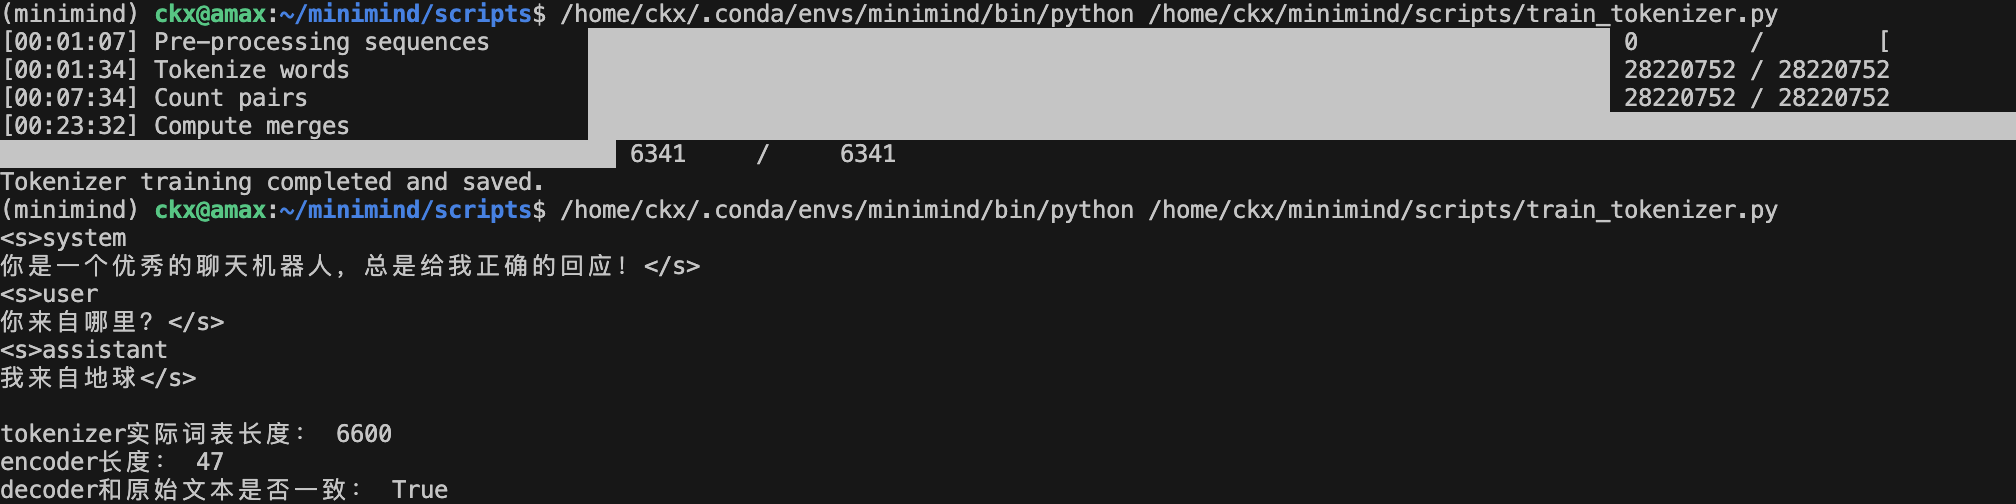 (minimind) ckx@amax:~/minimind/scripts$ /home/ckx/.conda/envs/minimind/bin/python /home/ckx/minimind/scripts/train_tokenizer.py
[00:01:07] Pre-processing sequences 0 / [
[00:01:34] Tokenize words 28220752 / 28220752
[00:07:34] Count pairs 28220752 / 28220752
[00:23:32] Compute merges
6341 / 6341
Tokenizer training completed and saved.
(minimind) ckx@amax:~/minimind/scripts$ /home/ckx/.conda/envs/minimind/bin/python /home/ckx/minimind/scripts/train_tokenizer.py
<s>system
你是一个优秀的聊天机器人，总是给我正确的回应！</s>
<s>user
你来自哪里？</s>
<s>assistant
我来自地球</s>
tokenizer实际词表长度： 6600
encoder长度： 47
decoder和原始文本是否一致： True